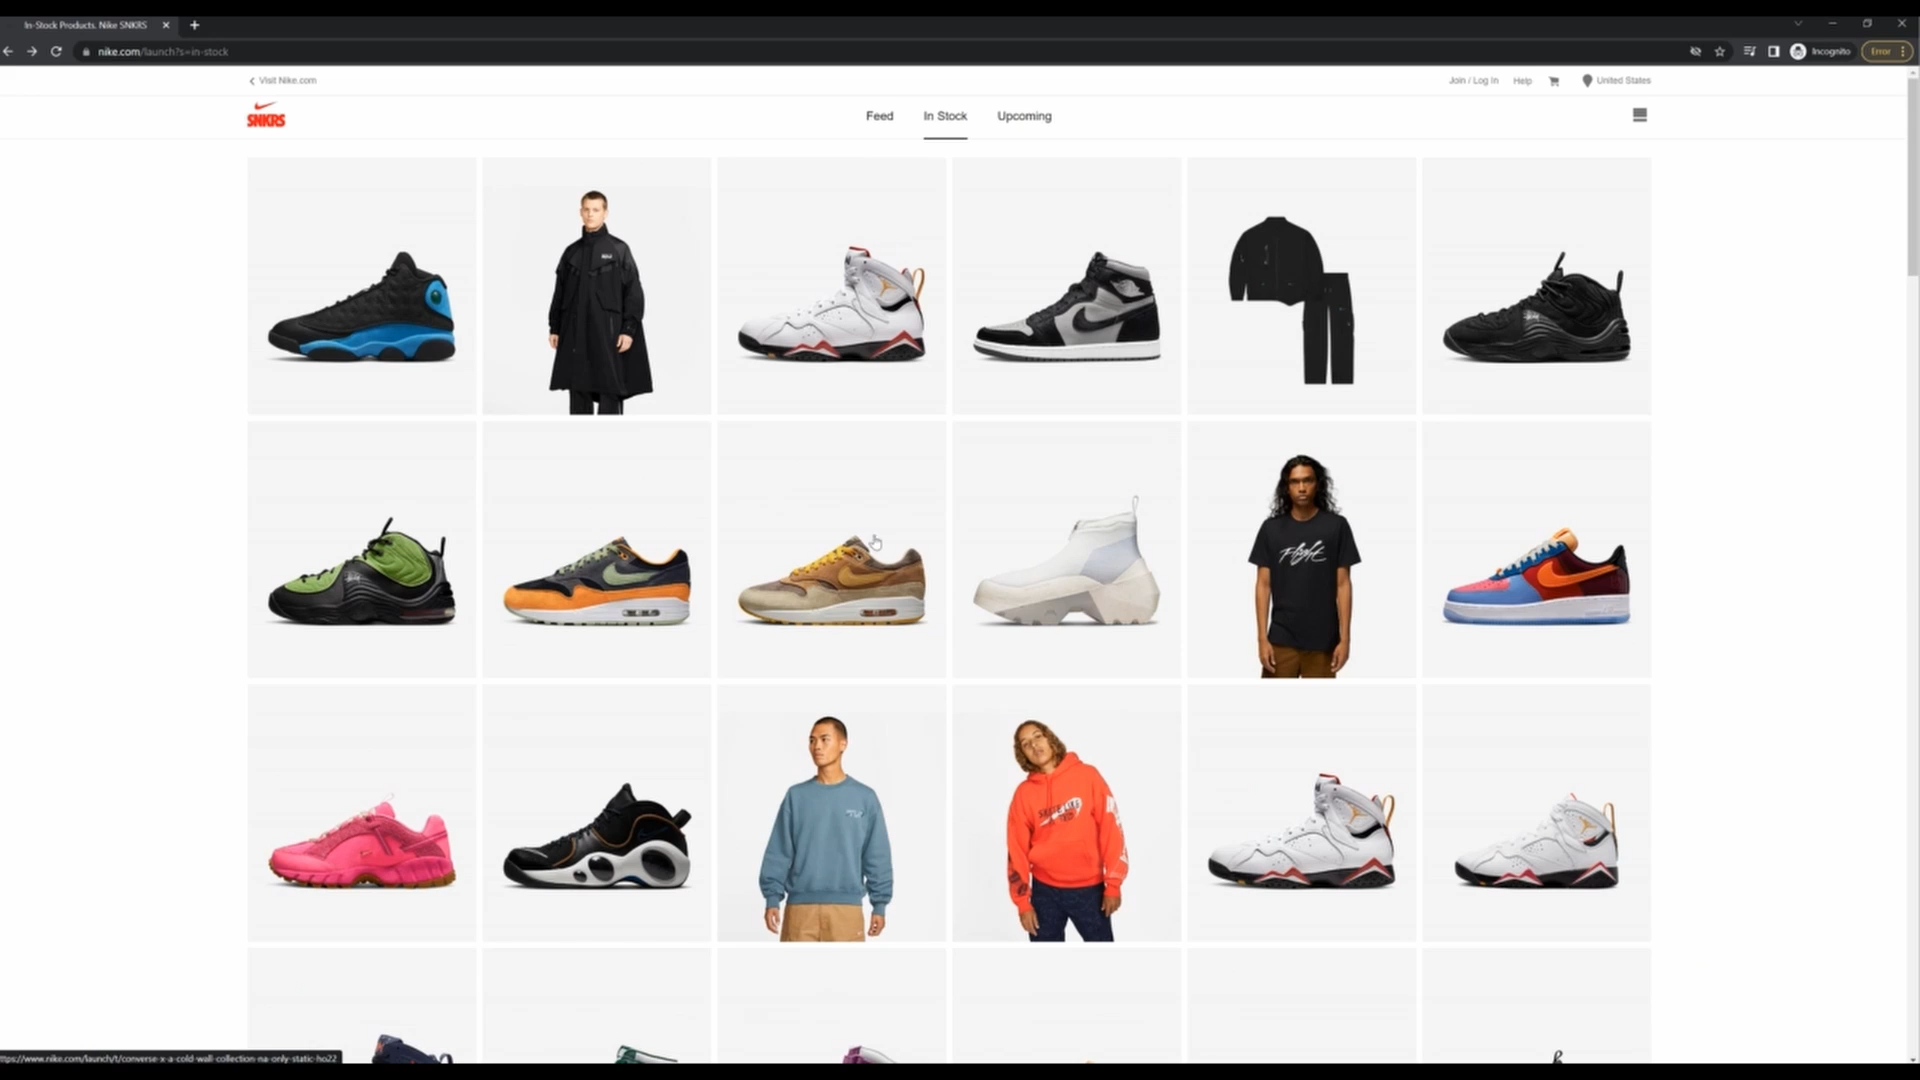 In-Stock Products. Nike SNKRS
nike.com/launch?s=in-stock
Incognito
Error
Visit Nike.com
Join / Log In
Help
United States
SNKRS
Feed
In Stock
Upcoming
Flight
ttps://www.nike.com/launch/t/converse-x-a-cold-wall-collection-na-only-static-ho22